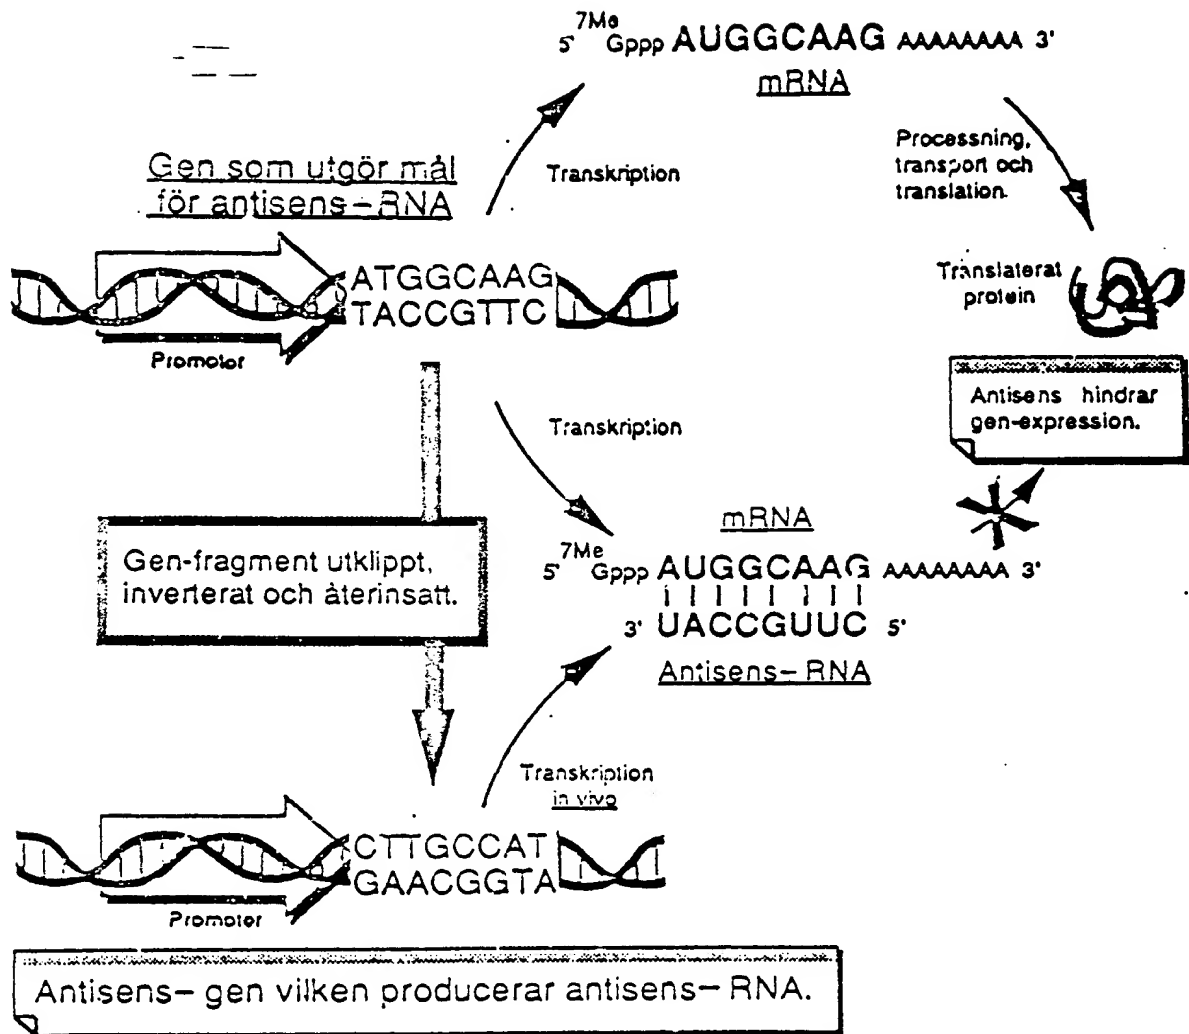 7Me
5' Gppp AUGGCAAG AAAAAAAA 3'
mRNA
Processning,
transport och
translation.
Transkription
Gen som utgör mål
för antisens-RNA
ATGGCAAG
TACCGTTC
Promotor
Translaterat
protein
Antisens hindrar
gen-expression.
Transkription
Gen-fragment utklippt,
inverterat och återinsatt.
mRNA
7Me
5' Gppp AUGGCAAG AAAAAAAA 3'
3' UACCGUUC 5'
Antisens-RNA
Transkription
in vivo
CTTGCCAT
GAACGGTA
Promotor
Antisens-gen vilken producerar antisens-RNA.